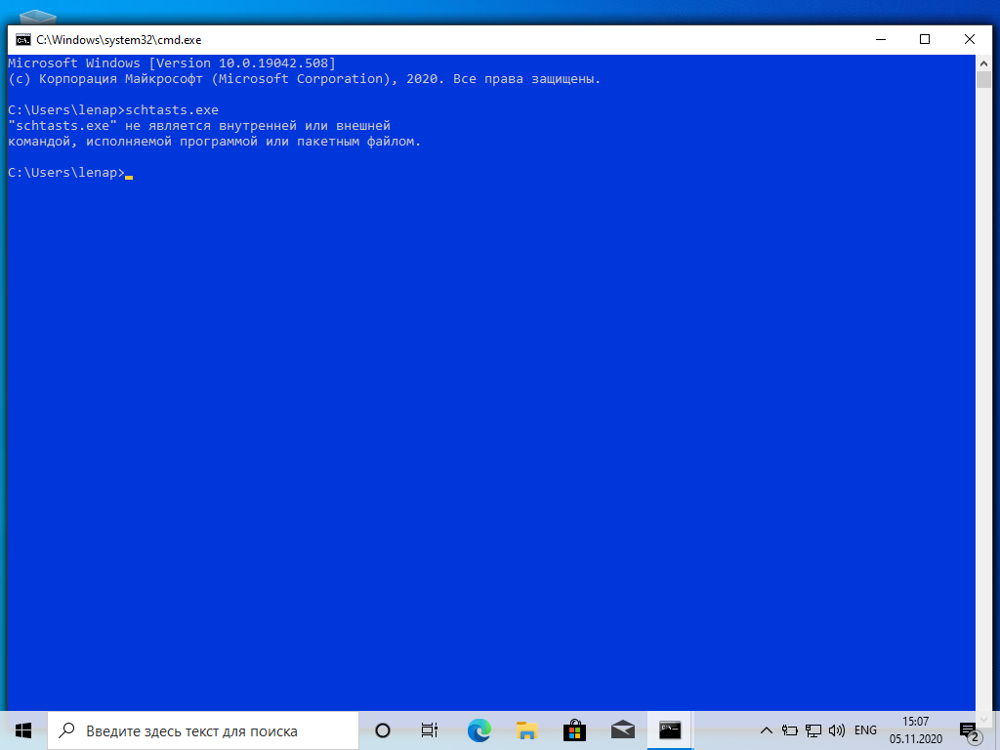 C:\Windows\system32\cmd.exe
Microsoft Windows [Version 10.0.19042.508]
(c) Корпорация Майкрософт (Microsoft Corporation), 2020. Все права защищены.
C:\Users\lenap>schtasts.exe
"schtasts.exe" не является внутренней или внешней
командой, исполняемой программой или пакетным файлом.
C:\Users\lenap>
Введите здесь текст для поиска
ENG
15:07
05.11.2020
2